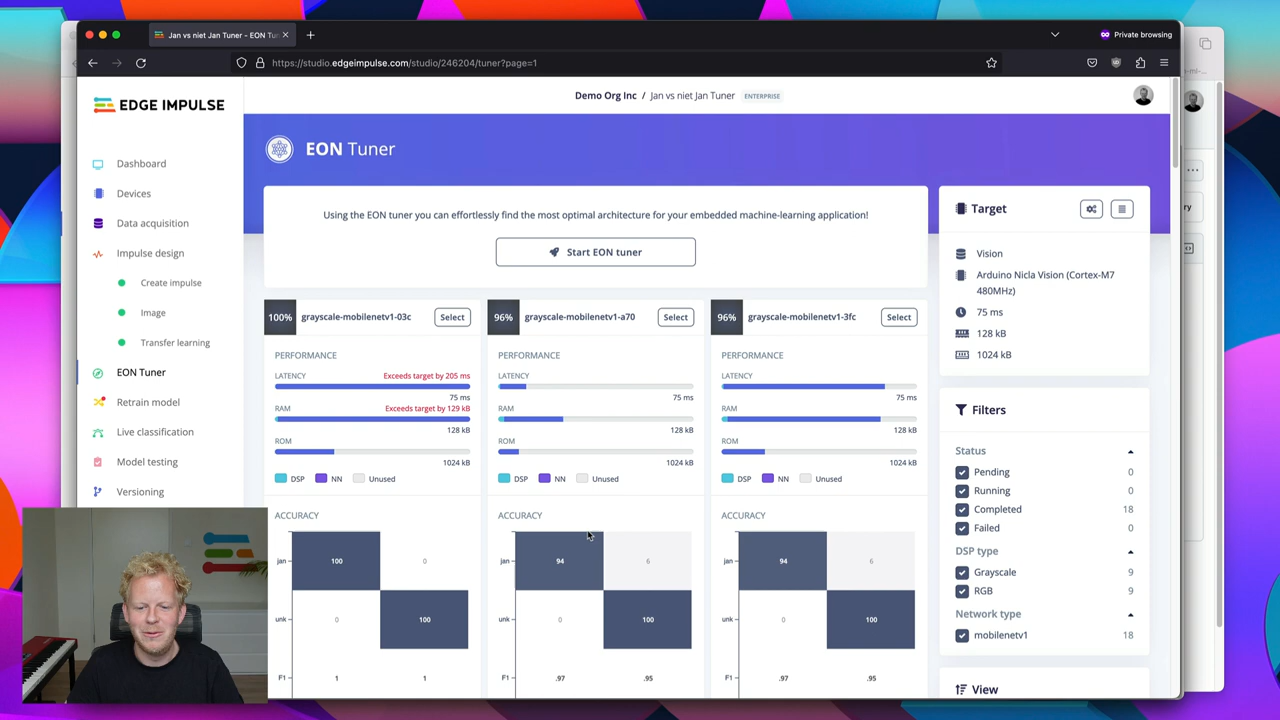 Jan vs niet Jan Tuner - EON Tun
Private browsing
https://studio.edgeimpulse.com/studio/246204/tuner?page=1
EDGE IMPULSE
Demo Org Inc / Jan vs niet Jan Tuner ENTERPRISE
Dashboard
Devices
Data acquisition
Impulse design
Create impulse
Image
Transfer learning
EON Tuner
Retrain model
Live classification
Model testing
Versioning
EON Tuner
Using the EON tuner you can effortlessly find the most optimal architecture for your embedded machine-learning application!
Start EON tuner
100% grayscale-mobilenetv1-03c Select
PERFORMANCE
LATENCY Exceeds target by 205 ms
75 ms
RAM Exceeds target by 129 kB
128 kB
ROM
1024 kB
DSP NN Unused
ACCURACY
jan 100 0
unk 0 100
F1 1 1
96% grayscale-mobilenetv1-a70 Select
PERFORMANCE
LATENCY
75 ms
RAM
128 kB
ROM
1024 kB
DSP NN Unused
ACCURACY
jan 94 6
unk 0 100
F1 .97 .95
96% grayscale-mobilenetv1-3fc Select
PERFORMANCE
LATENCY
75 ms
RAM
128 kB
ROM
1024 kB
DSP NN Unused
ACCURACY
jan 94 6
unk 0 100
F1 .97 .95
Target
Vision
Arduino Nicla Vision (Cortex-M7
480MHz)
75 ms
128 kB
1024 kB
Filters
Status
Pending 0
Running 0
Completed 18
Failed 0
DSP type
Grayscale 9
RGB 9
Network type
mobilenetv1 18
View